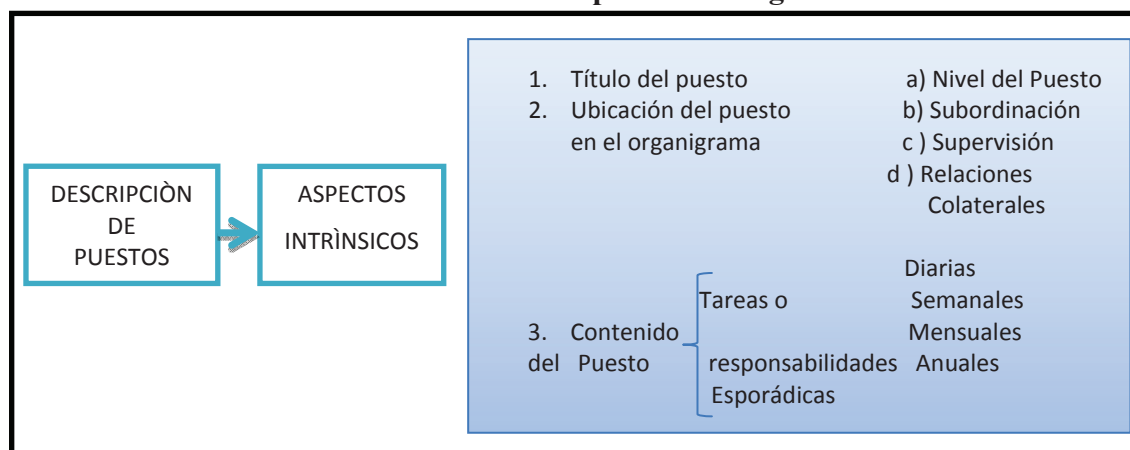 DESCRIPCIÒN
DE
PUESTOS
ASPECTOS
INTRÌNSICOS
1. Título del puesto a) Nivel del Puesto
2. Ubicación del puesto b) Subordinación
en el organigrama c ) Supervisión
d ) Relaciones
Colaterales
Diarias
Tareas o Semanales
3. Contenido Mensuales
del Puesto responsabilidades Anuales
Esporádicas